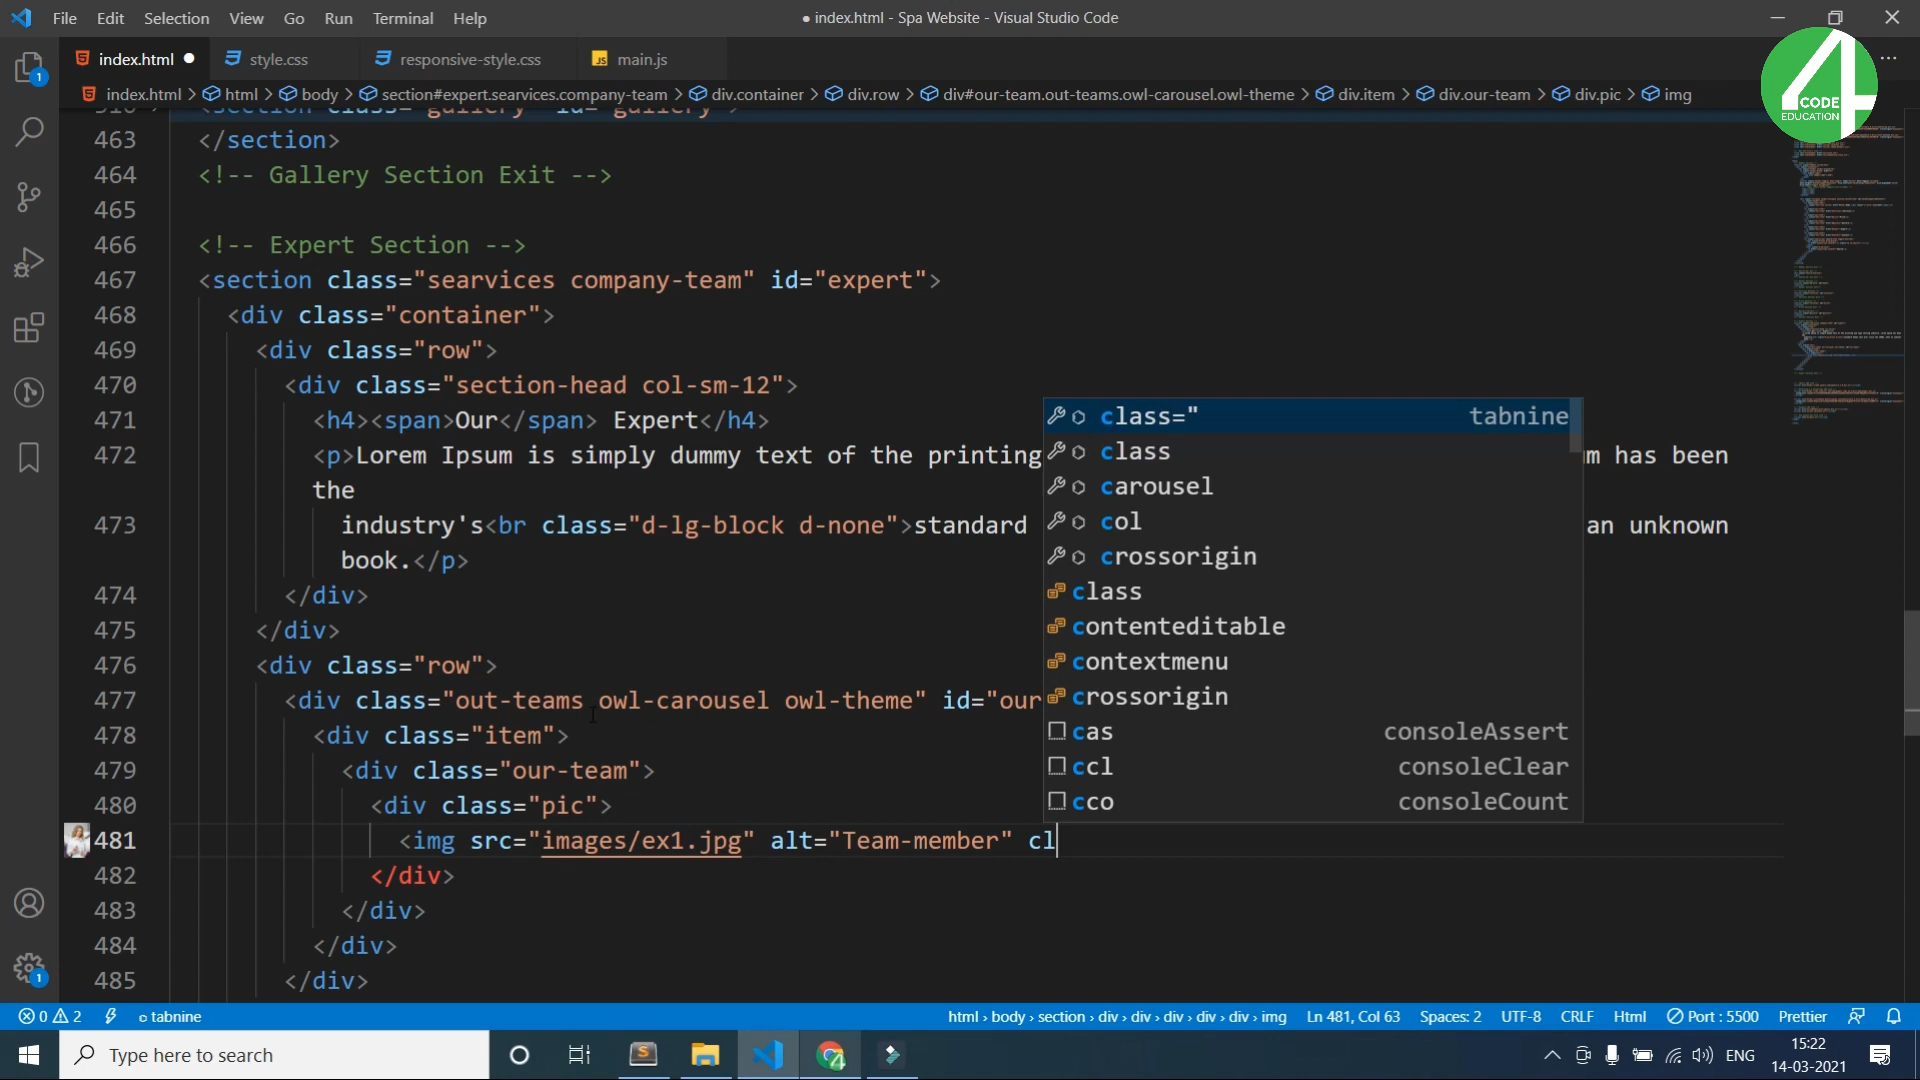 File Edit Selection View Go Run Terminal Help
● index.html - Spa Website - Visual Studio Code
index.html style.css responsive-style.css JS main.js ...
4
CODE
EDUCATION
index.html > html > body > section#expert.searvices.company-team > div.container > div.row > div#our-team.out-teams.owl-carousel.owl-theme > div.item > div.our-team > div.pic > img
<section class="gallery" id="gallery">
463 </section>
464 <!-- Gallery Section Exit -->
465
466 <!-- Expert Section -->
467 <section class="searvices company-team" id="expert">
468 <div class="container">
469 <div class="row">
470 <div class="section-head col-sm-12">
471 <h4><span>Our</span> Expert</h4>
472 <p>Lorem Ipsum is simply dummy text of the printing m has been
the
473 industry's<br class="d-lg-block d-none">standard an unknown
book.</p>
474 </div>
475 </div>
476 <div class="row">
477 <div class="out-teams owl-carousel owl-theme" id="our
478 <div class="item">
479 <div class="our-team">
480 <div class="pic">
481 <img src="images/ex1.jpg" alt="Team-member" cl
482 </div>
483 </div>
484 </div>
485 </div>
class=" tabnine
class
carousel
col
crossorigin
class
contenteditable
contextmenu
crossorigin
cas consoleAssert
ccl consoleClear
cco consoleCount
1
1
0 2 tabnine html > body > section > div > div > div > div > div > img Ln 481, Col 63 Spaces: 2 UTF-8 CRLF Html Port : 5500 Prettier
Type here to search
ENG
15:22
14-03-2021